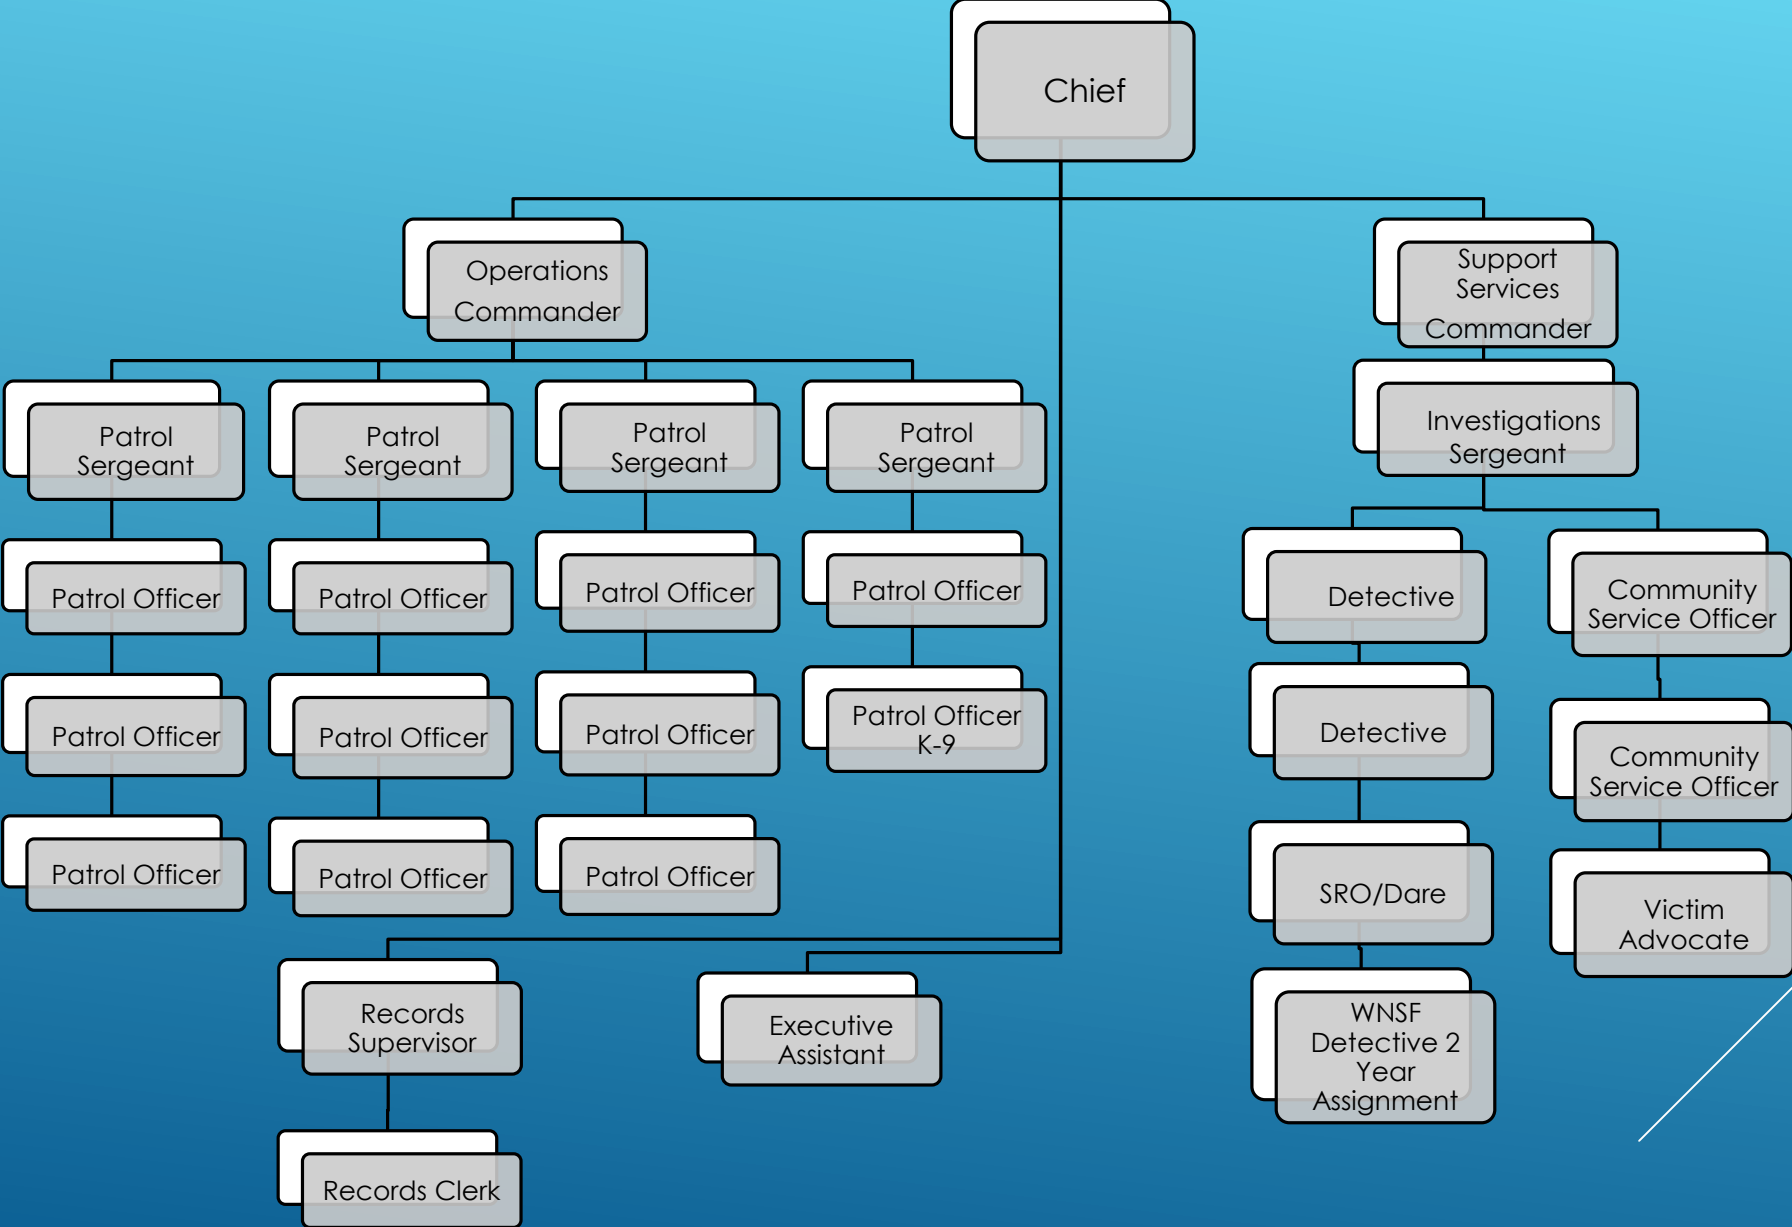 Chief
Operations
Commander
Support
Services
Commander
Patrol
Sergeant
Patrol
Sergeant
Patrol
Sergeant
Patrol
Sergeant
Investigations
Sergeant
Patrol Officer
Patrol Officer
Patrol Officer
Patrol Officer
Detective
Community
Service Officer
Patrol Officer
Patrol Officer
Patrol Officer
Patrol Officer
K-9
Detective
Community
Service Officer
Patrol Officer
Patrol Officer
Patrol Officer
SRO/Dare
Victim
Advocate
Records
Supervisor
Executive
Assistant
WNSF
Detective 2
Year
Assignment
Records Clerk